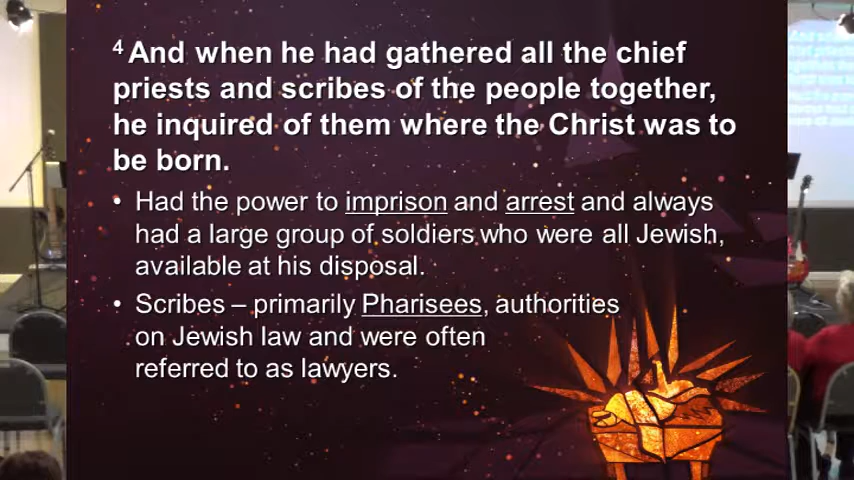 4 And when he had gathered all the chief
priests and scribes of the people together,
he inquired of them where the Christ was to
be born.
• Had the power to imprison and arrest and always
had a large group of soldiers who were all Jewish,
available at his disposal.
• Scribes – primarily Pharisees, authorities
on Jewish law and were often
referred to as lawyers.